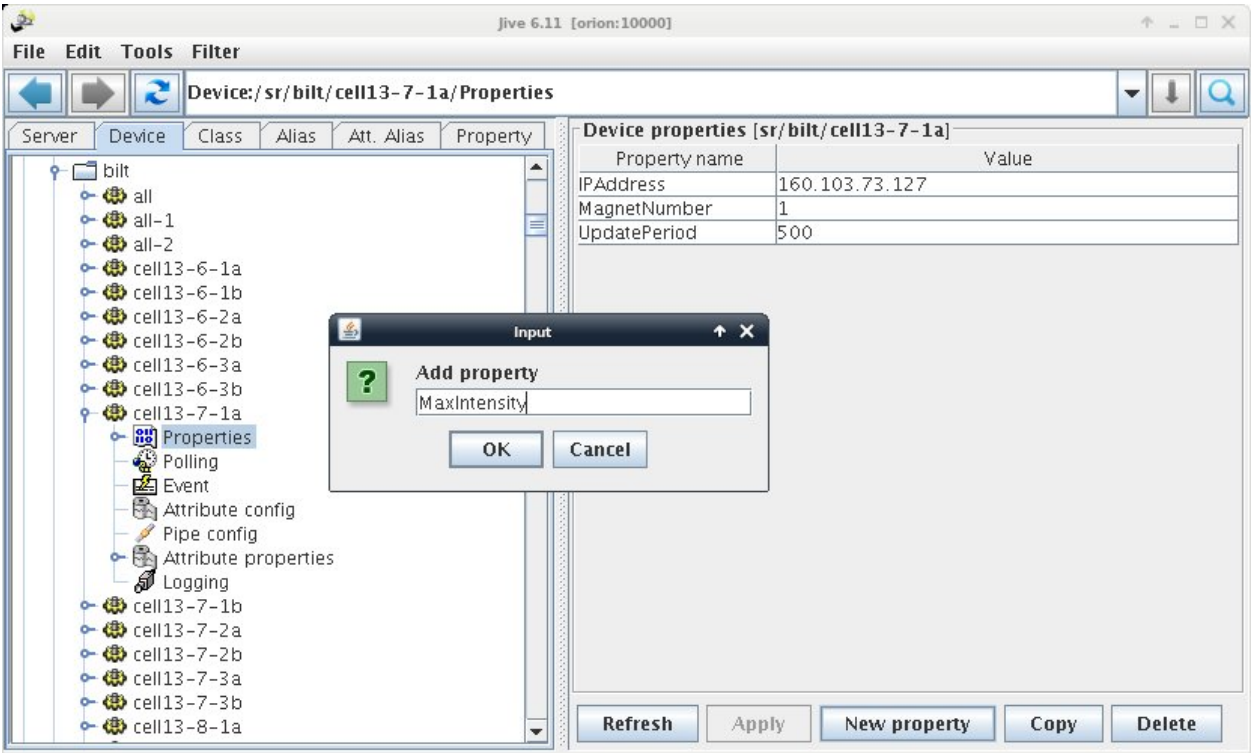 Jive 6.11 [orion:10000]
File Edit Tools Filter
Device:/sr/bilt/cell13-7-1a/Properties
Server Device Class Alias Att. Alias Property
bilt
all
all-1
all-2
cell13-6-1a
cell13-6-1b
cell13-6-2a
cell13-6-2b
cell13-6-3a
cell13-6-3b
cell13-7-1a
Properties
Polling
Event
Attribute config
Pipe config
Attribute properties
Logging
cell13-7-1b
cell13-7-2a
cell13-7-2b
cell13-7-3a
cell13-7-3b
cell13-8-1a
Device properties [sr/bilt/cell13-7-1a]
Property name Value
IPAddress 160.103.73.127
MagnetNumber 1
UpdatePeriod 500
Input
Add property
MaxIntensity
OK Cancel
Refresh Apply New property Copy Delete